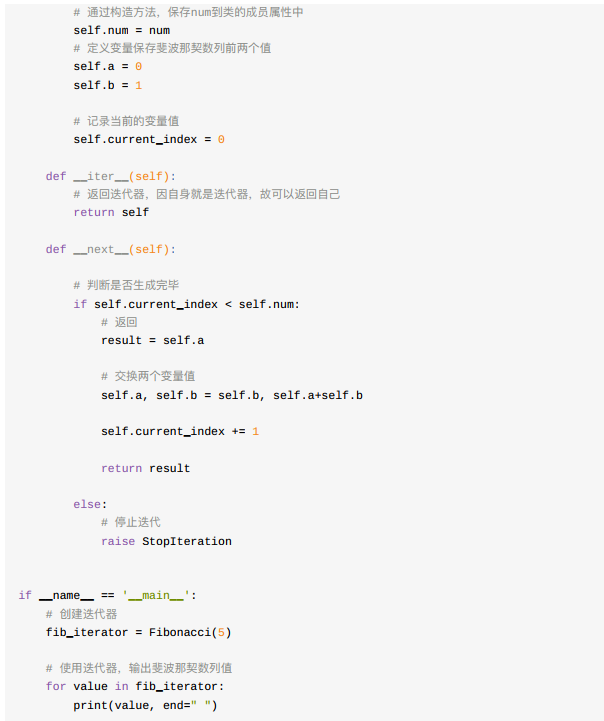 # 通过构造方法，保存num到类的成员属性中
self.num = num
# 定义变量保存斐波那契数列前两个值
self.a = 0
self.b = 1
# 记录当前的变量值
self.current_index = 0
def __iter__(self):
# 返回迭代器，因自身就是迭代器，故可以返回自己
return self
def __next__(self):
# 判断是否生成完毕
if self.current_index < self.num:
# 返回
result = self.a
# 交换两个变量值
self.a, self.b = self.b, self.a+self.b
self.current_index += 1
return result
else:
# 停止迭代
raise StopIteration
if __name__ == '__main__':
# 创建迭代器
fib_iterator = Fibonacci(5)
# 使用迭代器，输出斐波那契数列值
for value in fib_iterator:
print(value, end=" ")